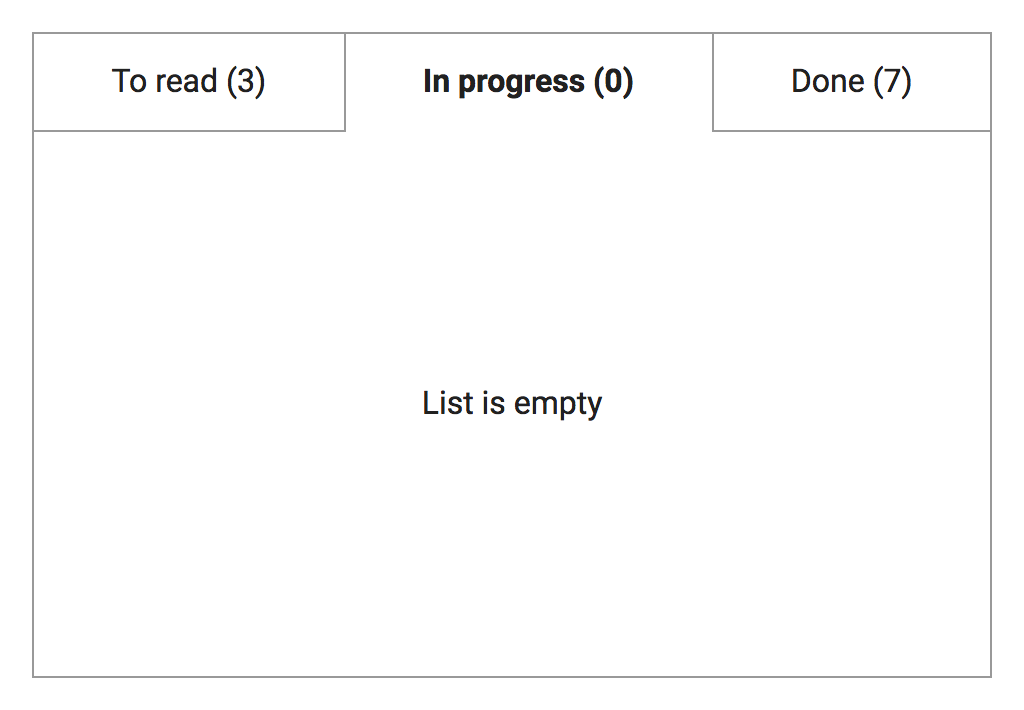 To read (3)
In progress (0)
Done (7)
List is empty